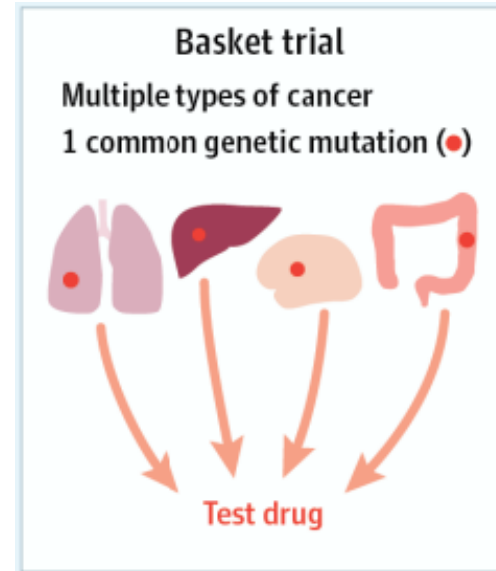 Basket trial
Multiple types of cancer
1 common genetic mutation (●)
Test drug